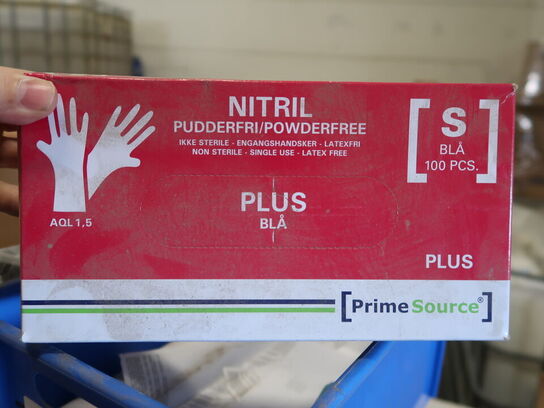 NITRIL
PUDDERFRI/POWDERFREE
IKKE STERILE - ENGANGSHANDSKER - LATEXFRI
NON STERILE - SINGLE USE - LATEX FREE
[S]
BLÅ
100 PCS.
AQL 1,5
PLUS
BLÅ
PLUS
[PrimeSource®]